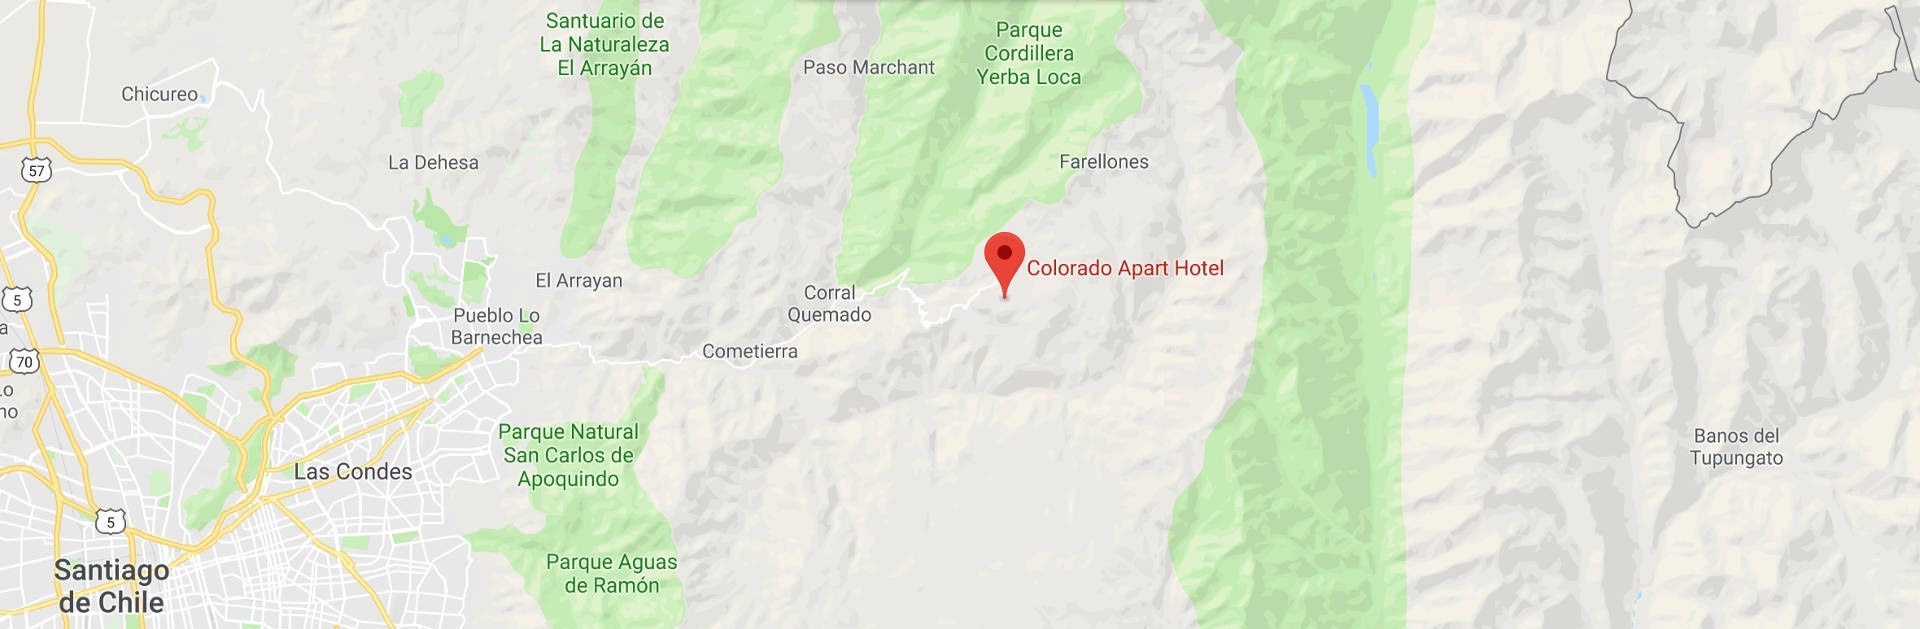 Santuario de
La Naturaleza
El Arrayán
Parque
Cordillera
Yerba Loca
Paso Marchant
Chicureo
La Dehesa
Farellones
57
Colorado Apart Hotel
El Arrayan
Corral
Quemado
5
Pueblo Lo
Barnechea
a
70
Cometierra
Parque Natural
San Carlos de
Apoquindo
Las Condes
Banos del
Tupungato
5
Parque Aguas
de Ramón
Santiago
de Chile